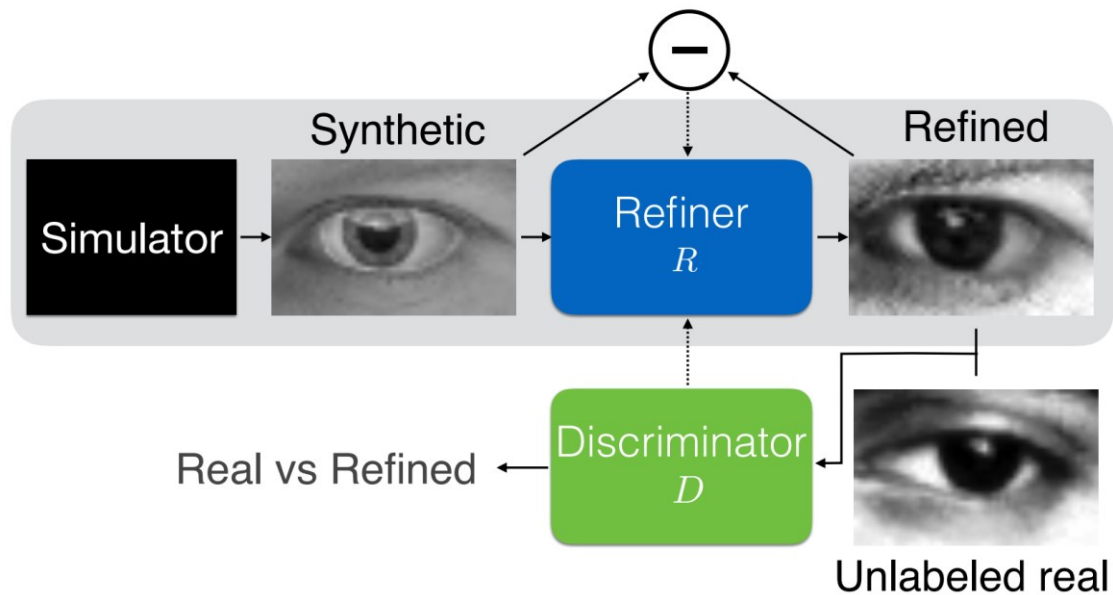 Synthetic
Refined
Simulator
Refiner
R
Discriminator
D
Real vs Refined
Unlabeled real